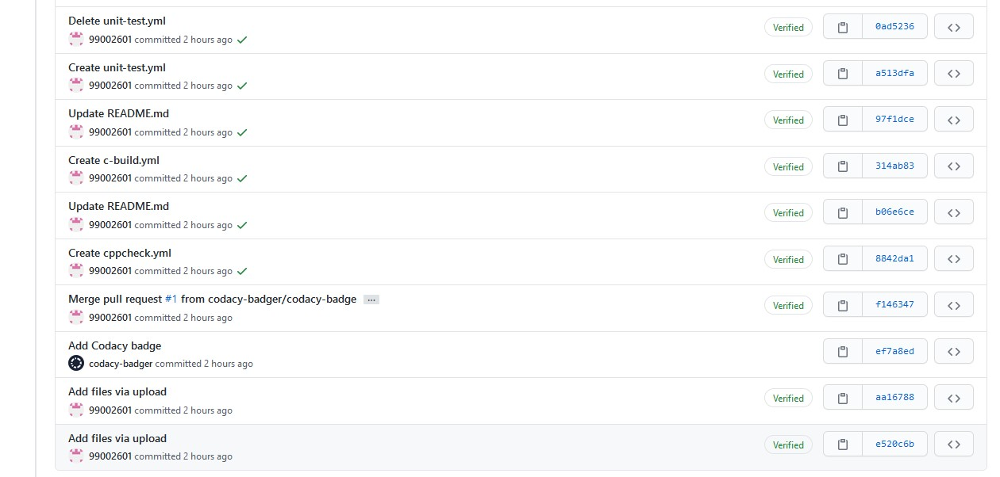 Delete unit-test.yml
99002601 committed 2 hours ago
Verified
0ad5236
Create unit-test.yml
99002601 committed 2 hours ago
Verified
a513dfa
Update README.md
99002601 committed 2 hours ago
Verified
97f1dce
Create c-build.yml
99002601 committed 2 hours ago
Verified
314ab83
Update README.md
99002601 committed 2 hours ago
Verified
b06e6ce
Create cppcheck.yml
99002601 committed 2 hours ago
Verified
8842da1
Merge pull request #1 from codacy-badger/codacy-badge ...
99002601 committed 2 hours ago
Verified
f146347
Add Codacy badge
codacy-badger committed 2 hours ago
ef7a8ed
Add files via upload
99002601 committed 2 hours ago
Verified
aa16788
Add files via upload
99002601 committed 2 hours ago
Verified
e520c6b